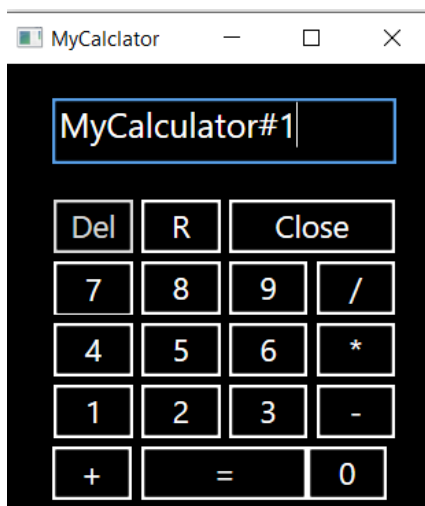 MyCalclator
MyCalculator#1
Del R Close
7 8 9 /
4 5 6 *
1 2 3 -
+ = 0